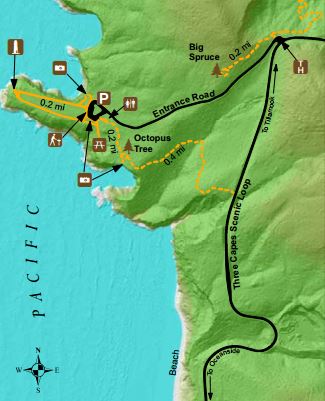 Big
Spruce
0.2 mi
T
H
P
0.2 mi
Entrance Road
To Tillamook
T
0.2 mi
Octopus
Tree
0.4 mi
Three Capes Scenic Loop
PACIFIC
N
W
E
S
Beach
To Oceanside